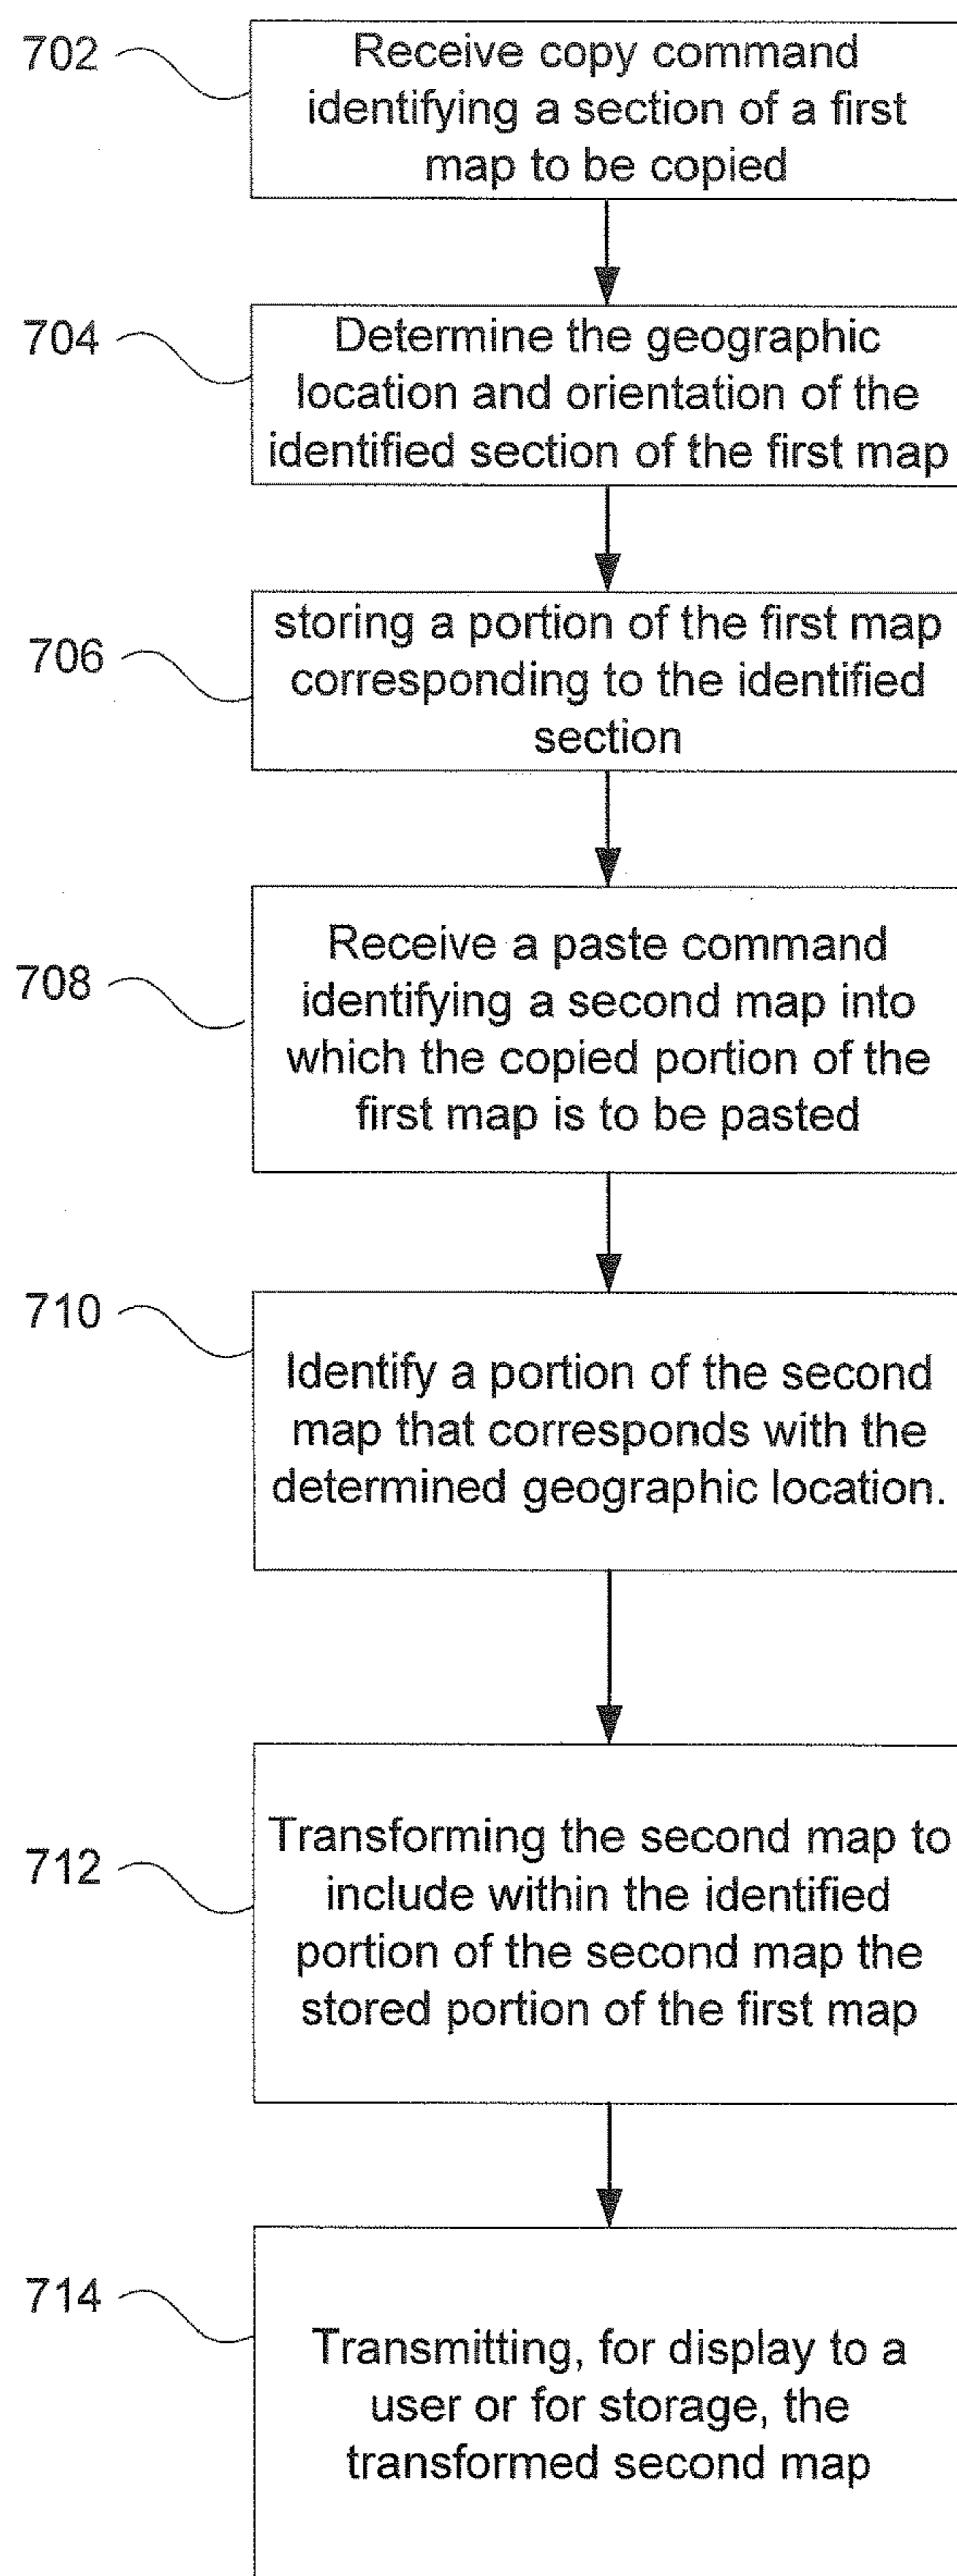 702
Receive copy command
identifying a section of a first
map to be copied
704
Determine the geographic
location and orientation of the
identified section of the first map
706
storing a portion of the first map
corresponding to the identified
section
708
Receive a paste command
identifying a second map into
which the copied portion of the
first map is to be pasted
710
Identify a portion of the second
map that corresponds with the
determined geographic location.
712
Transforming the second map to
include within the identified
portion of the second map the
stored portion of the first map
714
Transmitting, for display to a
user or for storage, the
transformed second map